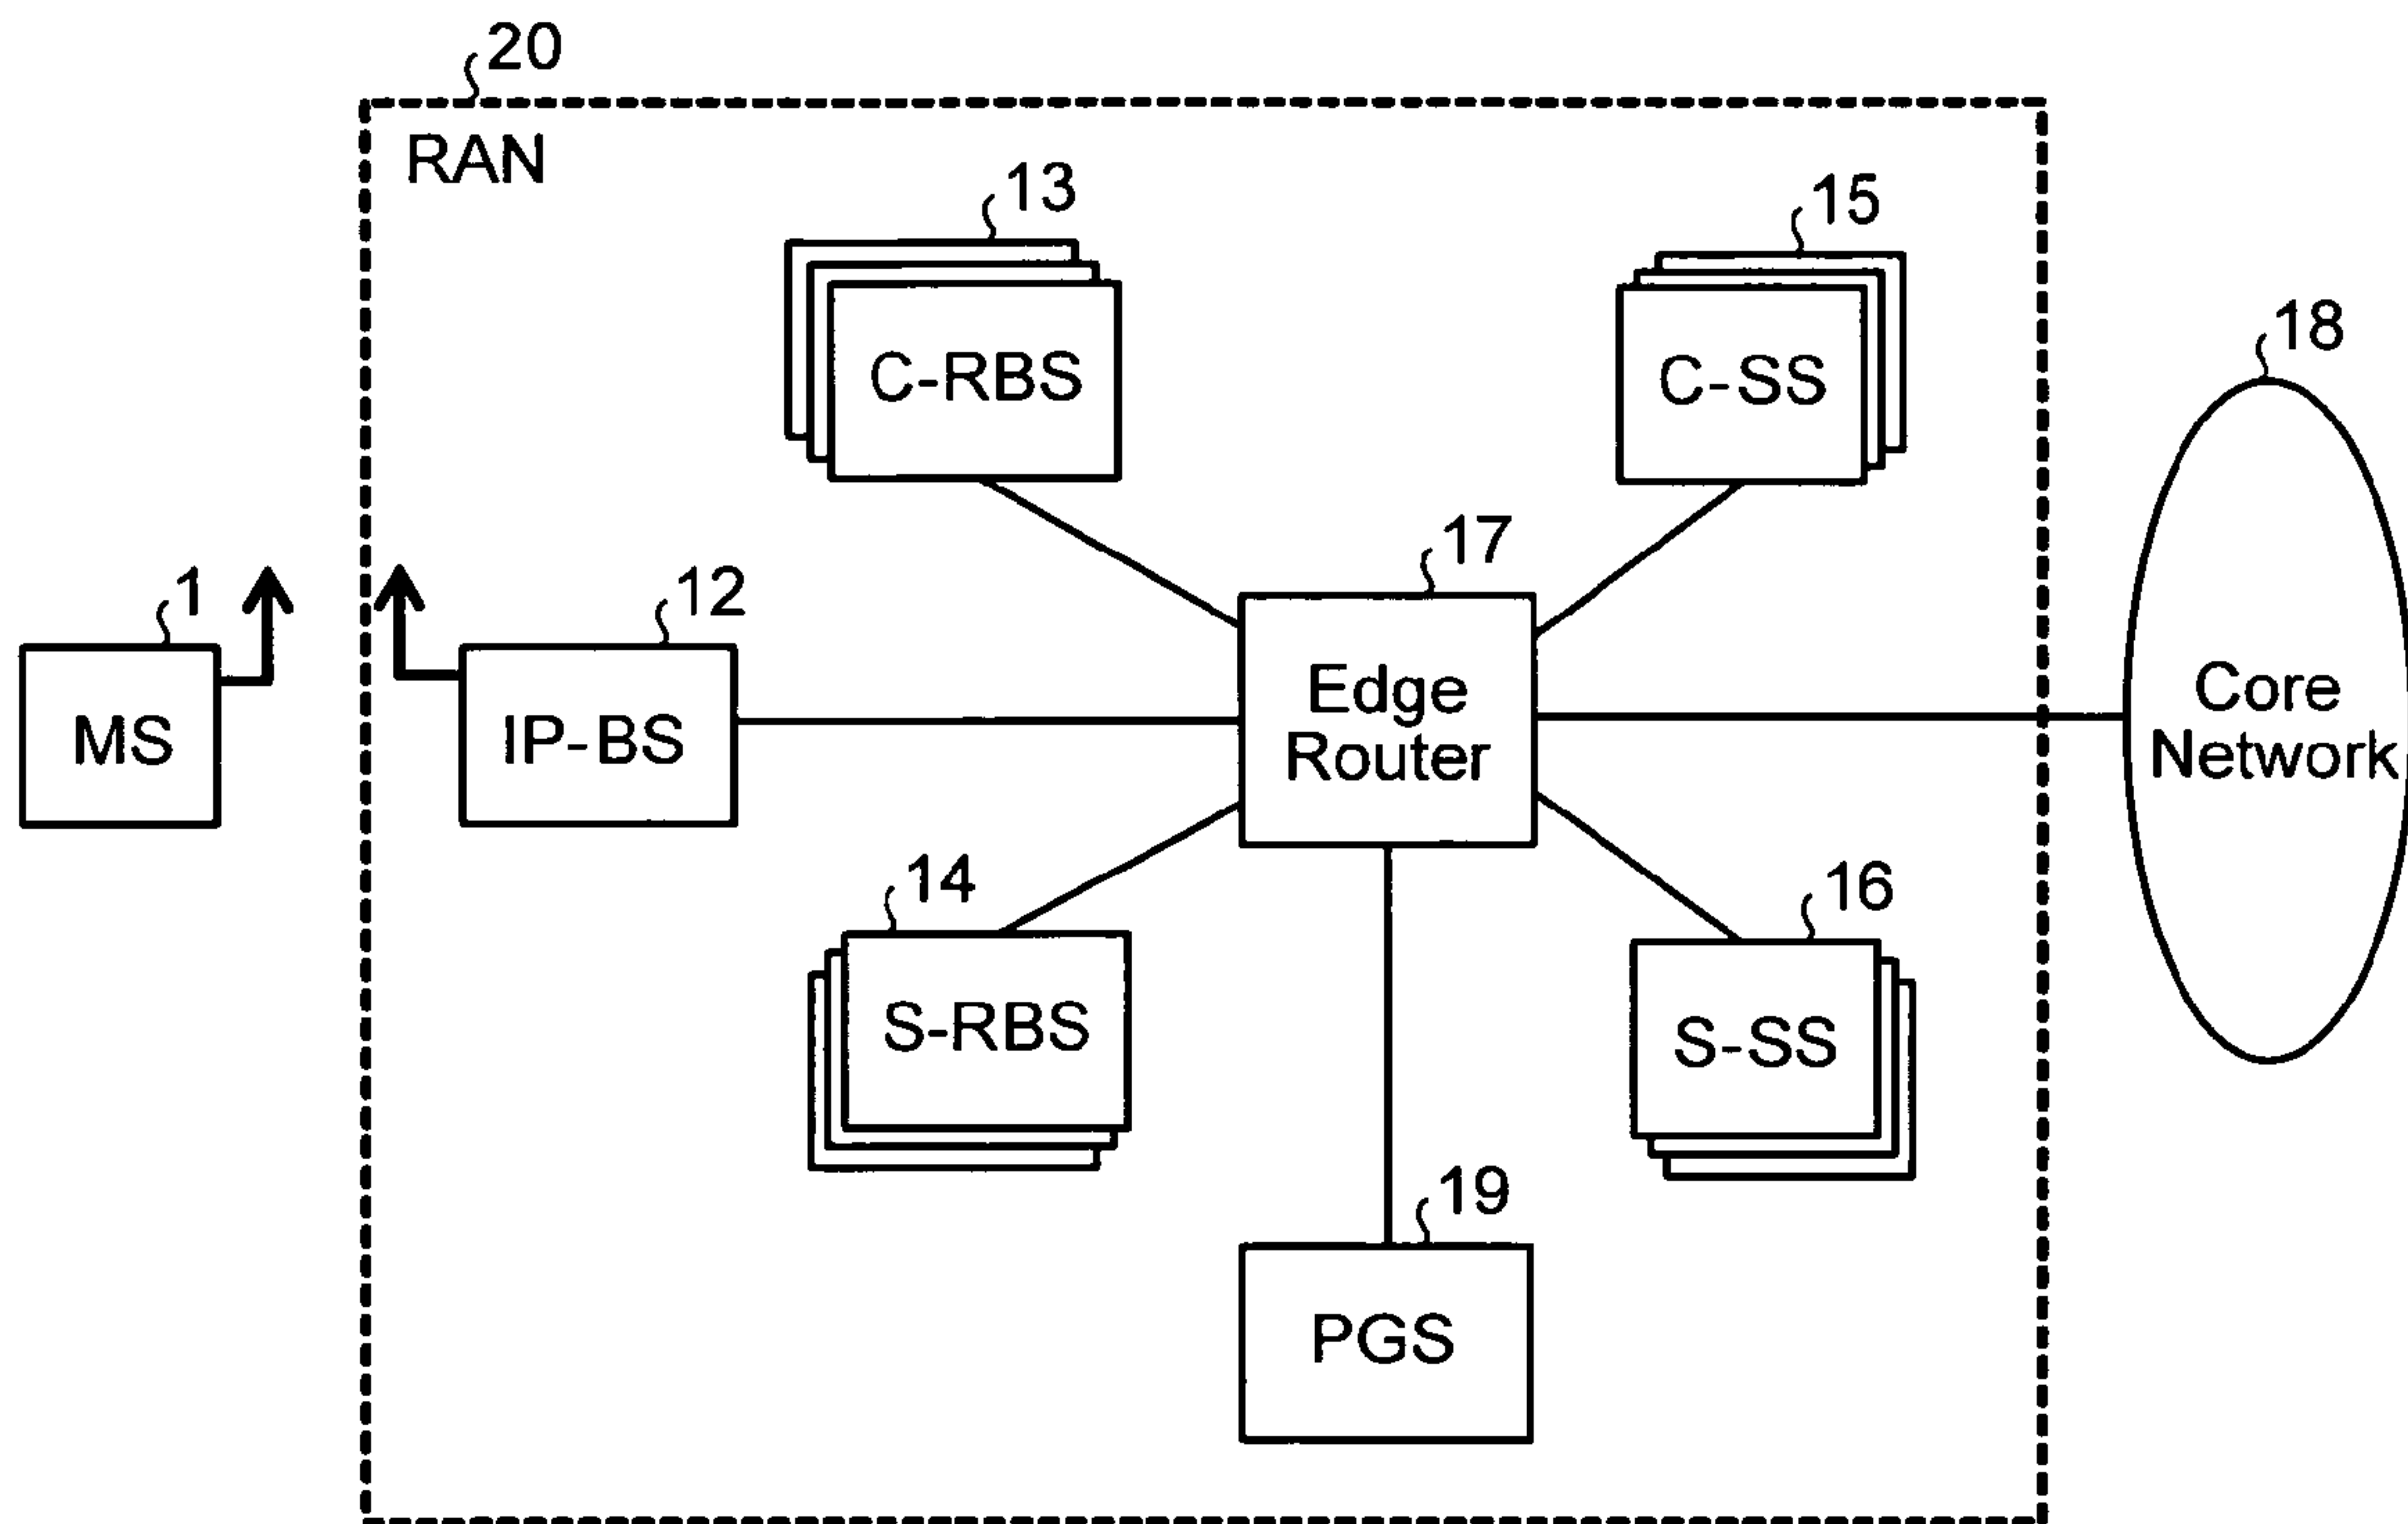 20
RAN
13
C-RBS
15
C-SS
18
Core
Network
17
Edge
Router
1
MS
12
IP-BS
14
S-RBS
16
S-SS
19
PGS